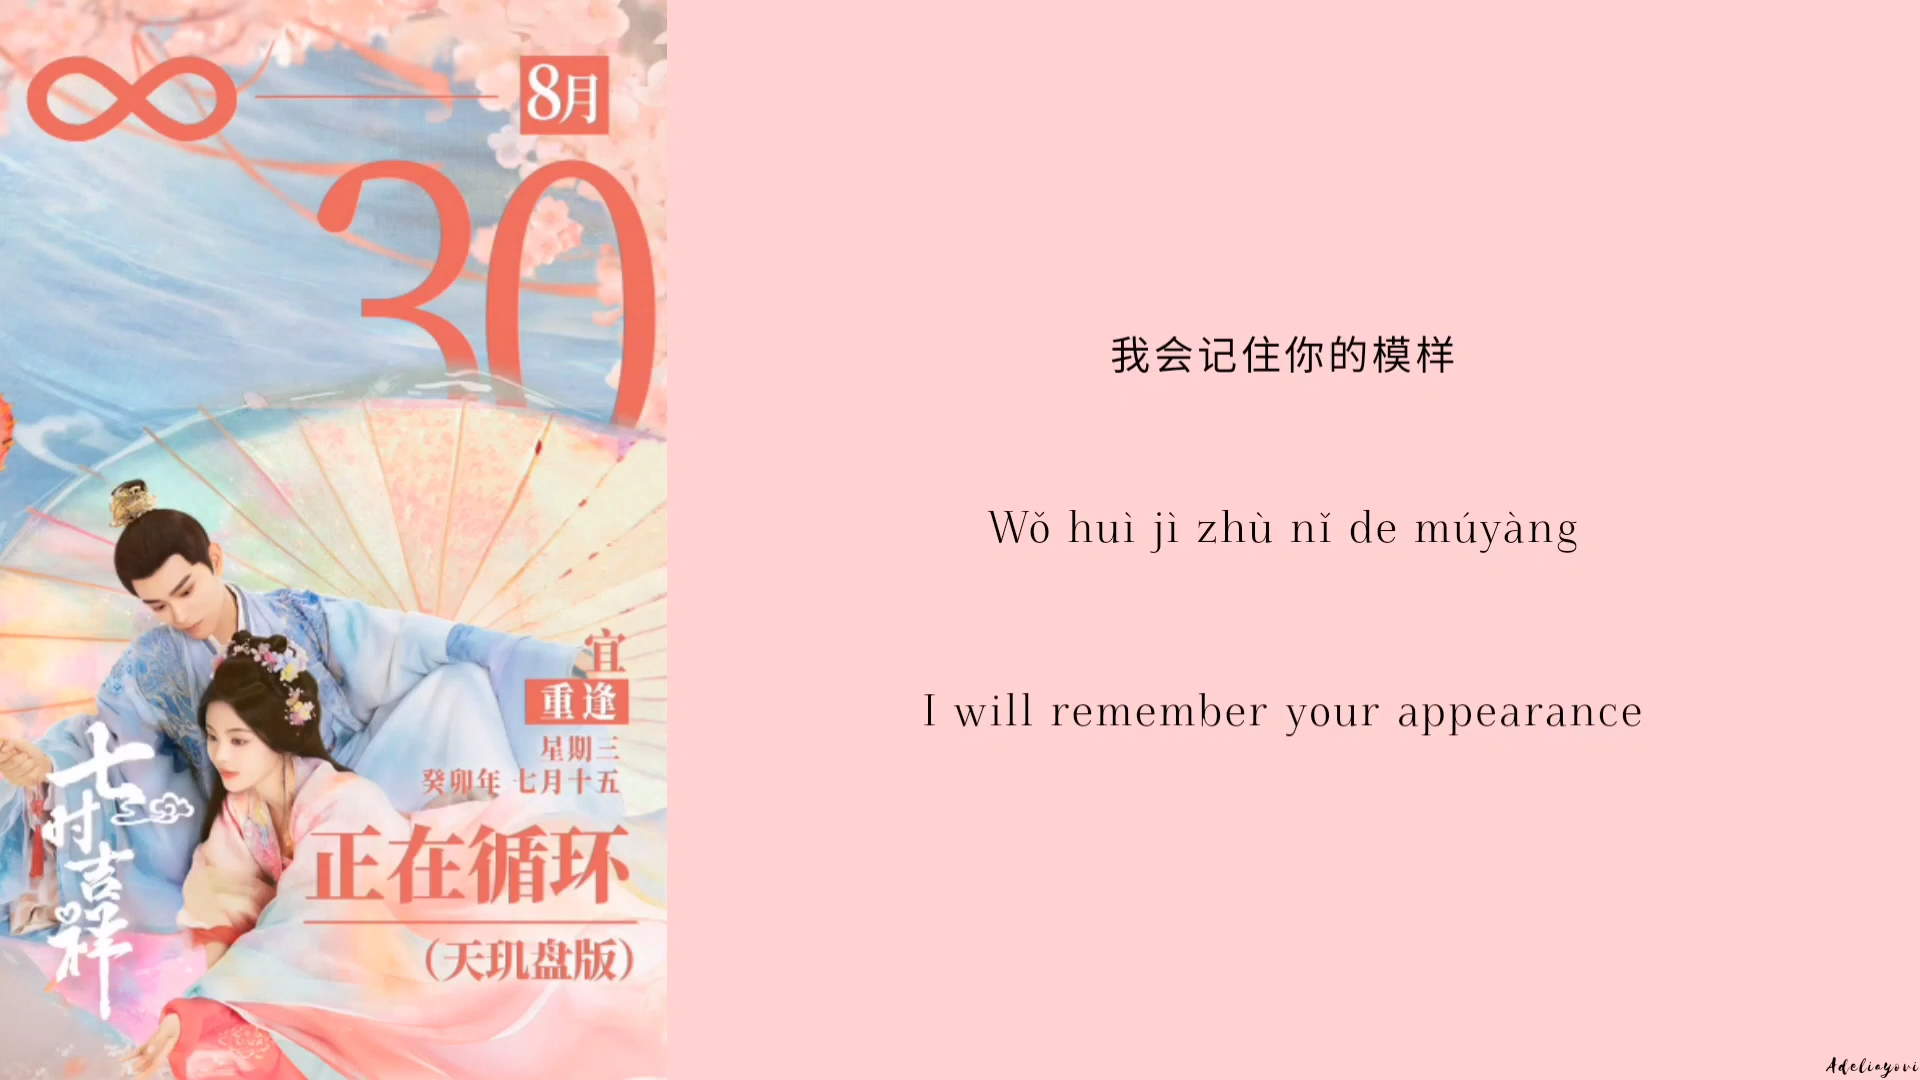 ∞
8月
30
宜
重逢
星期三
癸卯年 七月十五
七时吉祥
正在循环
（天玑盘版）
我会记住你的模样
Wǒ huì jì zhù nǐ de múyàng
I will remember your appearance
Adeliayovi